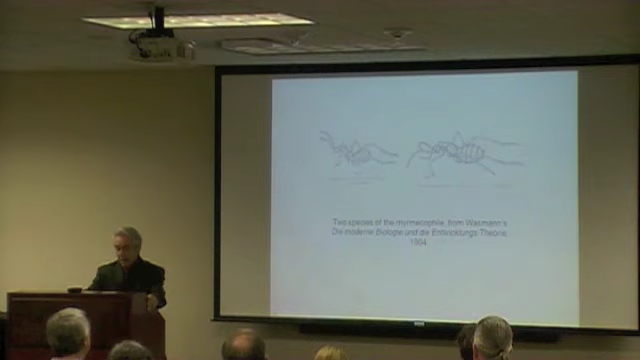 Two species of the myrmecophile, from Wasmann's
Die moderne Biologie und die Entwicklungs Theorie,
1904